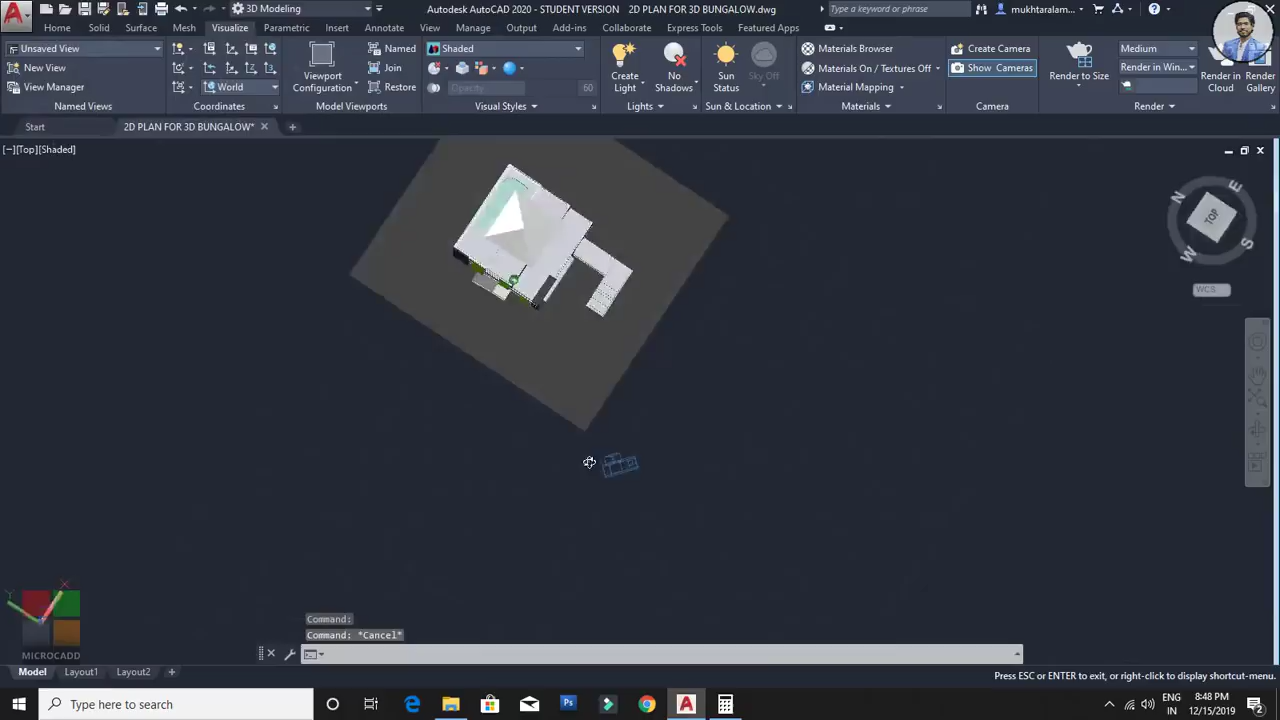 3D Modeling
Autodesk AutoCAD 2020 - STUDENT VERSION 2D PLAN FOR 3D BUNGALOW.dwg
Type a keyword or phrase
mukhtaralam...
Home Solid Surface Mesh Visualize Parametric Insert Annotate View Manage Output Add-ins Collaborate Express Tools Featured Apps
Unsaved View
New View
View Manager
Named Views
World
Coordinates
Viewport
Configuration
Named
Join
Restore
Model Viewports
Shaded
Opacity 60
Visual Styles
Create
Light
No
Shadows
Lights
Sun
Status
Sky Off
Sun & Location
Materials Browser
Materials On / Textures Off
Material Mapping
Materials
Create Camera
Show Cameras
Camera
Render to Size
Medium
Render in Win...
Render in
Cloud
Render
Gallery
Render
Start
2D PLAN FOR 3D BUNGALOW*
[−][Top][Shaded]
N
E
TOP
W
S
WCS
X
Y
MICROCADD
Command:
Command: *Cancel*
Model Layout1 Layout2
Press ESC or ENTER to exit, or right-click to display shortcut-menu.
Type here to search
ENG
IN
8:48 PM
12/15/2019
2